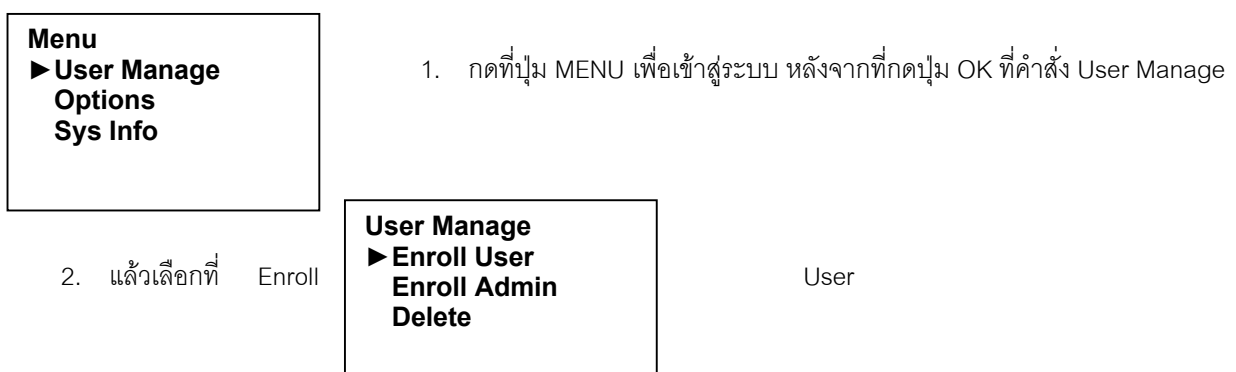 Menu
►User Manage
Options
Sys Info
1. กดที่ปุ่ม MENU เพื่อเข้าสู่ระบบ หลังจากที่กดปุ่ม OK ที่คำสั่ง User Manage
2. แล้วเลือกที่ Enroll User
User Manage
►Enroll User
Enroll Admin
Delete